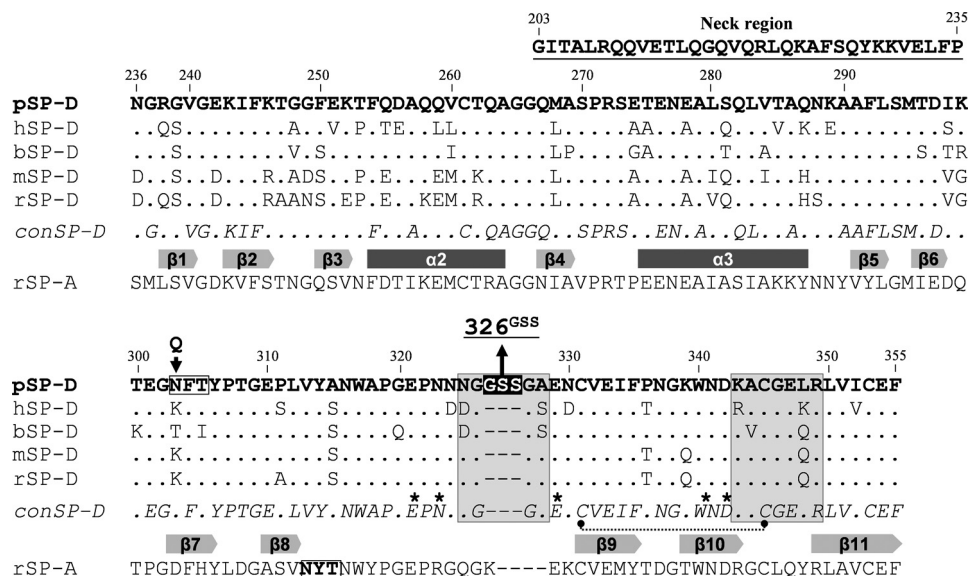 203 Neck region 235
GITALRQQVETLQGQVQRLQKAFSQYKKVELFP
236 240 250 260 270 280 290
pSP-D NGRGVGEKIFKTGGFEKTFQDAQQVCTQAGGQMASPRSETENEALSQLVTAQNKAAFLSMTDIK
hSP-D ..QS........A..V.P.TE..LL.......L.....AA..A..Q...V.K.E........S.
bSP-D ...S........V.S.........I.......LP....GA.....T..A...........S.TR
mSP-D D..S..D...R.ADS.P.E...EM.K.....L.....A...A.IQ..I..H..........VG
rSP-D D.QS..D...RAANS.EP.E..KEM.R.....L.....A...A..Q.....HS.........VG
conSP-D .G..VG.KIF........F..A...C.QAGGQ..SPRS..EN.A..QL..A..AAFLSM.D..
β1 β2 β3 α2 β4 α3 β5 β6
rSP-A SMLSVGDKVFSTNGQSVNFDTIKEMCTRAGGNIAVPRTPEENEAIASIAKKYNNYVYLGMIEDQ
326GSS
Q
300 310 320 330 340 350 355
pSP-D TEGNFTYPTGEPLVYANWAPGEPNNNGGSSGAENCVEIFPNGKWNDKACGELRLVICEF
hSP-D ...K.......S...S........DD.---.S.D.....T......R....K...V...
bSP-D K..T.I.........S....Q....D.---.S...............V...Q.......
mSP-D ...K...........S..........---........T..Q........Q.......
rSP-D ...K.......A...S..........---........T..Q........Q.......
conSP-D .EG.F.YPTGE.LVY.NWAP.EPN..G---G.E.CVEIF.NG.WND..CGERLV.CEF
* * * * *
β7 β8 β9 β10 β11
rSP-A TPGDFHYLDGASVNYTNWYPGEPRGQGK----EKCVEMYTDGTWNDRGCLQYRLAVCEF